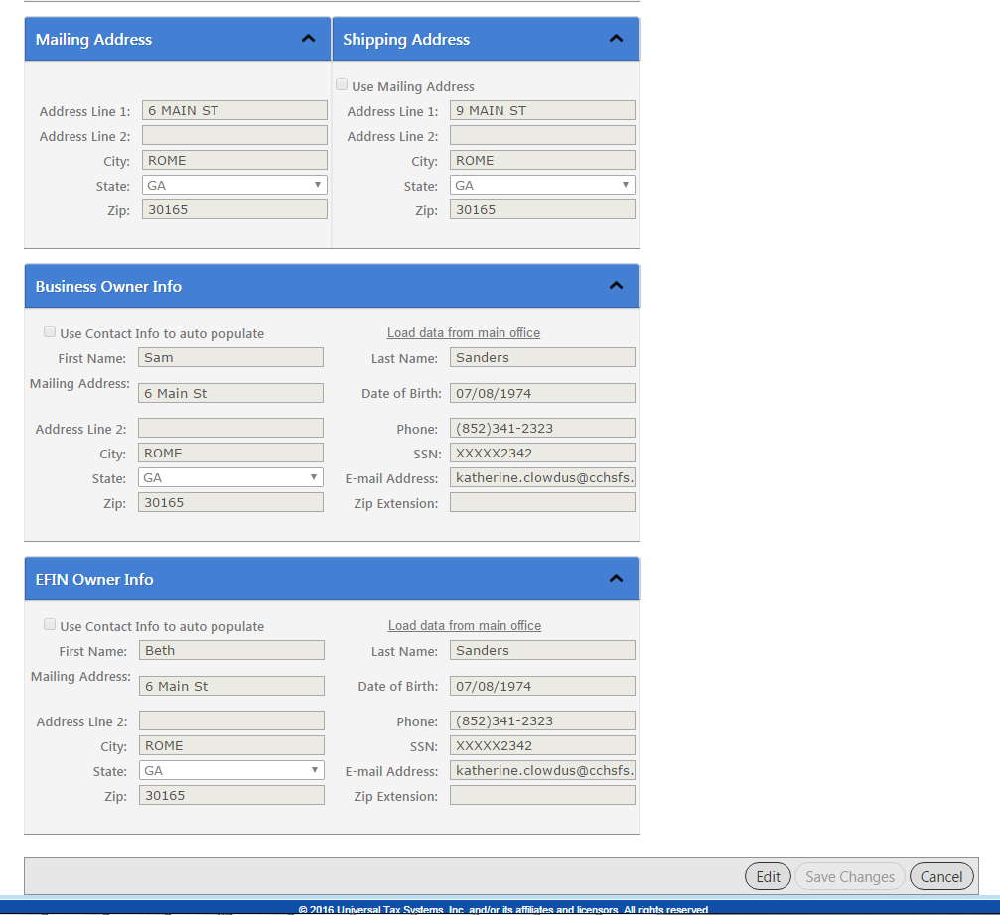 Mailing Address
Shipping Address
Use Mailing Address
Address Line 1: 6 MAIN ST
Address Line 1: 9 MAIN ST
Address Line 2:
Address Line 2:
City: ROME
City: ROME
State: GA
State: GA
Zip: 30165
Zip: 30165
Business Owner Info
Use Contact Info to auto populate
Load data from main office
First Name: Sam
Last Name: Sanders
Mailing Address: 6 Main St
Date of Birth: 07/08/1974
Address Line 2:
Phone: (852)341-2323
City: ROME
SSN: XXXXX2342
State: GA
E-mail Address: katherine.clowdus@cchsfs.
Zip: 30165
Zip Extension:
EFIN Owner Info
Use Contact Info to auto populate
Load data from main office
First Name: Beth
Last Name: Sanders
Mailing Address: 6 Main St
Date of Birth: 07/08/1974
Address Line 2:
Phone: (852)341-2323
City: ROME
SSN: XXXXX2342
State: GA
E-mail Address: katherine.clowdus@cchsfs.
Zip: 30165
Zip Extension:
Edit
Save Changes
Cancel
© 2016 Universal Tax Systems, Inc. and/or its affiliates and licensors. All rights reserved.